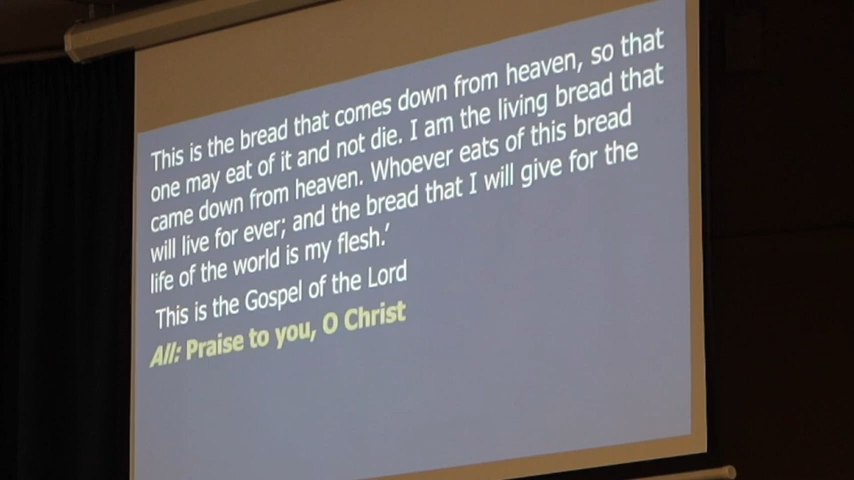 This is the bread that comes down from heaven, so that
one may eat of it and not die. I am the living bread that
came down from heaven. Whoever eats of this bread
will live for ever; and the bread that I will give for the
life of the world is my flesh.’
This is the Gospel of the Lord
All: Praise to you, O Christ